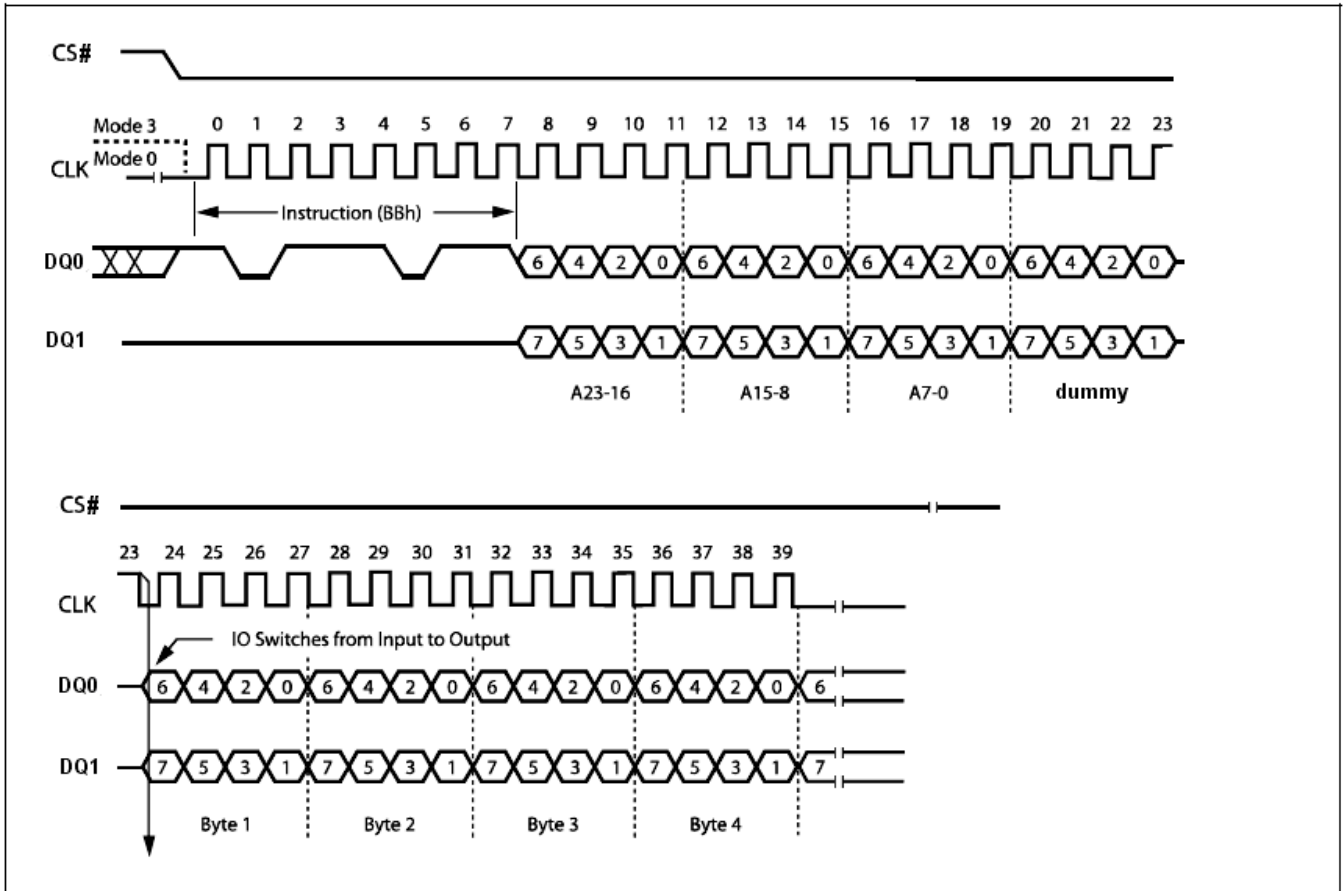 CS#
Mode 3
0 1 2 3 4 5 6 7 8 9 10 11 12 13 14 15 16 17 18 19 20 21 22 23
Mode 0
CLK
Instruction (BBh)
DQ0
6 4 2 0 6 4 2 0 6 4 2 0 6 4 2 0
DQ1
7 5 3 1 7 5 3 1 7 5 3 1 7 5 3 1
A23-16 A15-8 A7-0 dummy
CS#
23 24 25 26 27 28 29 30 31 32 33 34 35 36 37 38 39
CLK
IO Switches from Input to Output
DQ0
6 4 2 0 6 4 2 0 6 4 2 0 6 4 2 0 6
DQ1
7 5 3 1 7 5 3 1 7 5 3 1 7 5 3 1 7
Byte 1 Byte 2 Byte 3 Byte 4